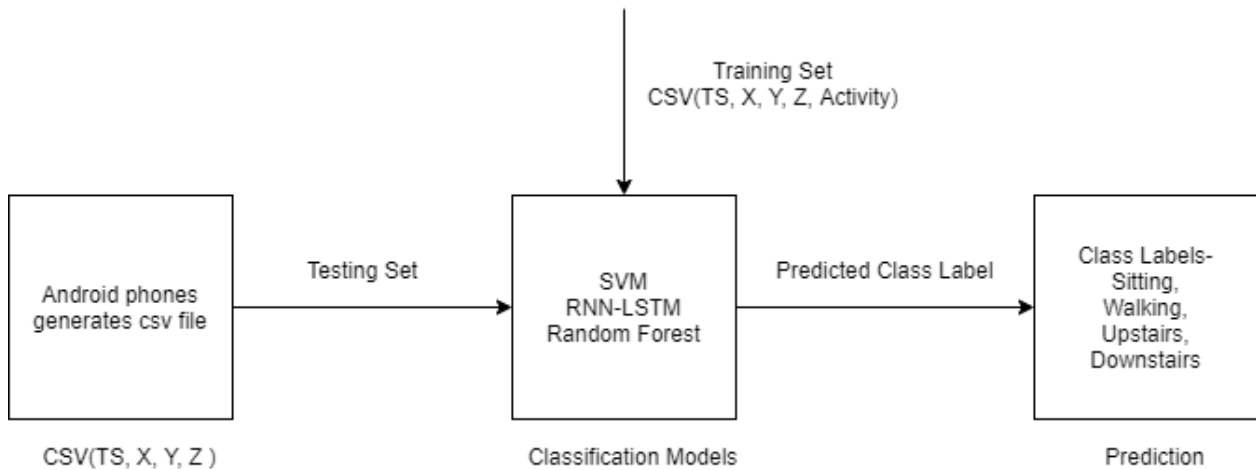 Training Set
CSV(TS, X, Y, Z, Activity)
Android phones
generates csv file
Testing Set
SVM
RNN-LSTM
Random Forest
Predicted Class Label
Class Labels-
Sitting,
Walking,
Upstairs,
Downstairs
CSV(TS, X, Y, Z )
Classification Models
Prediction